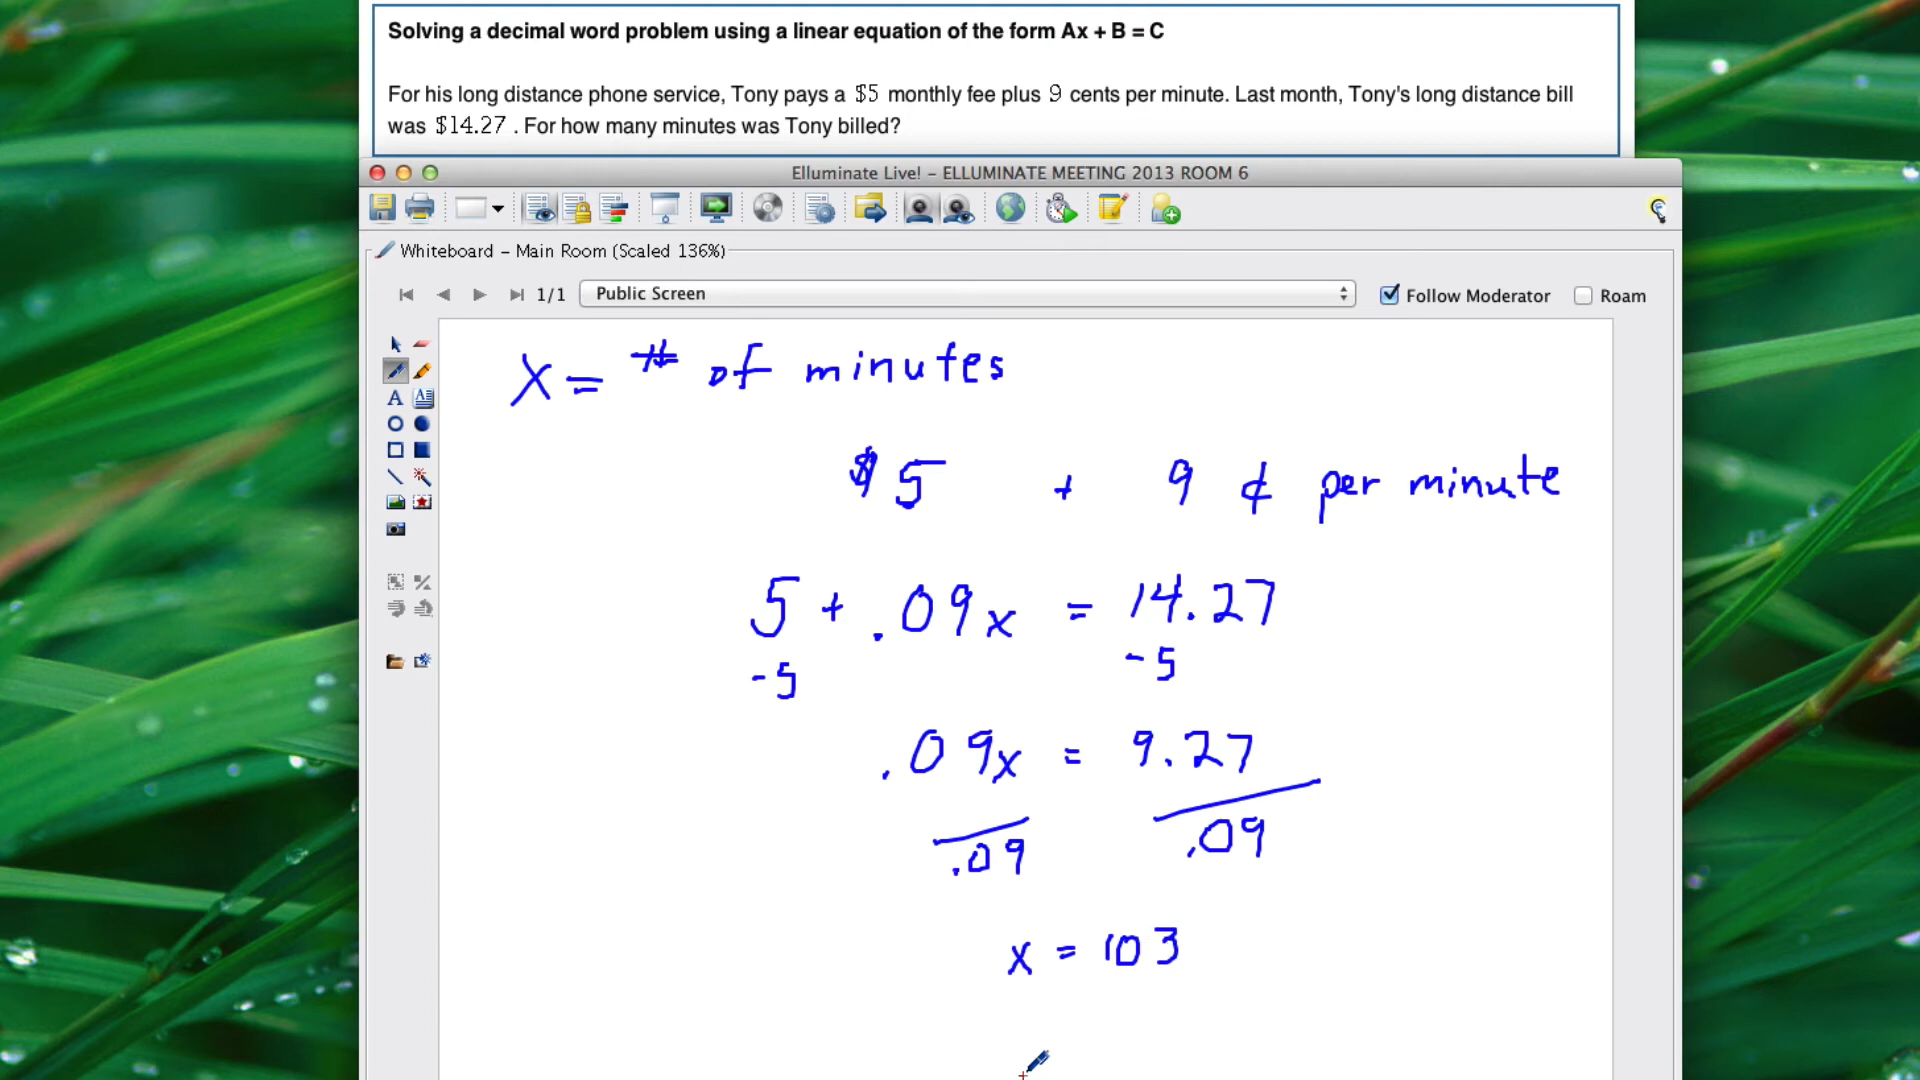 Solving a decimal word problem using a linear equation of the form Ax + B = C
For his long distance phone service, Tony pays a $5 monthly fee plus 9 cents per minute. Last month, Tony's long distance bill
was $14.27 . For how many minutes was Tony billed?
Elluminate Live! – ELLUMINATE MEETING 2013 ROOM 6
Whiteboard – Main Room (Scaled 136%)
1/1 Public Screen Follow Moderator Roam
X = # of minutes
$5 + 9 ¢ per minute
5 + .09x = 14.27
-5 -5
.09x = 9.27
.09 .09
x = 103